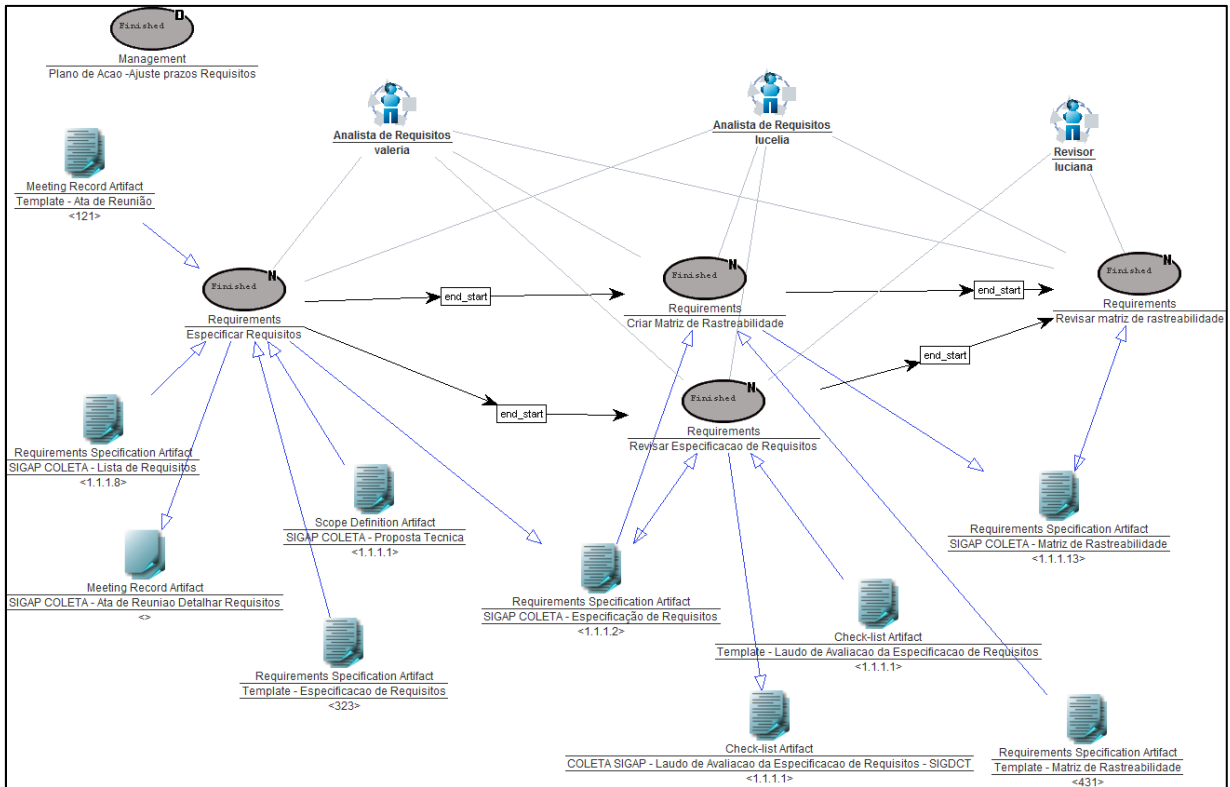 Finished
D
Management
Plano de Acao -Ajuste prazos Requisitos
Analista de Requisitos
valeria
Analista de Requisitos
lucelia
Revisor
luciana
Meeting Record Artifact
Template - Ata de Reunião
<121>
Finished
N
Requirements
Especificar Requisitos
end_start
Finished
N
Requirements
Criar Matriz de Rastreabilidade
end_start
Finished
N
Requirements
Revisar matriz de rastreabilidade
end_start
end_start
Finished
N
Requirements
Revisar Especificacao de Requisitos
Requirements Specification Artifact
SIGAP COLETA - Lista de Requisitos
<1.1.1.8>
Scope Definition Artifact
SIGAP COLETA - Proposta Tecnica
<1.1.1.1>
Requirements Specification Artifact
SIGAP COLETA - Matriz de Rastreabilidade
<1.1.1.13>
Meeting Record Artifact
SIGAP COLETA - Ata de Reuniao Detalhar Requisitos
<>
Requirements Specification Artifact
SIGAP COLETA - Especificação de Requisitos
<1.1.1.2>
Check-list Artifact
Template - Laudo de Avaliacao da Especificacao de Requisitos
<1.1.1.1>
Requirements Specification Artifact
Template - Especificacao de Requisitos
<323>
Check-list Artifact
COLETA SIGAP - Laudo de Avaliacao da Especificacao de Requisitos - SIGDCT
<1.1.1.1>
Requirements Specification Artifact
Template - Matriz de Rastreabilidade
<431>